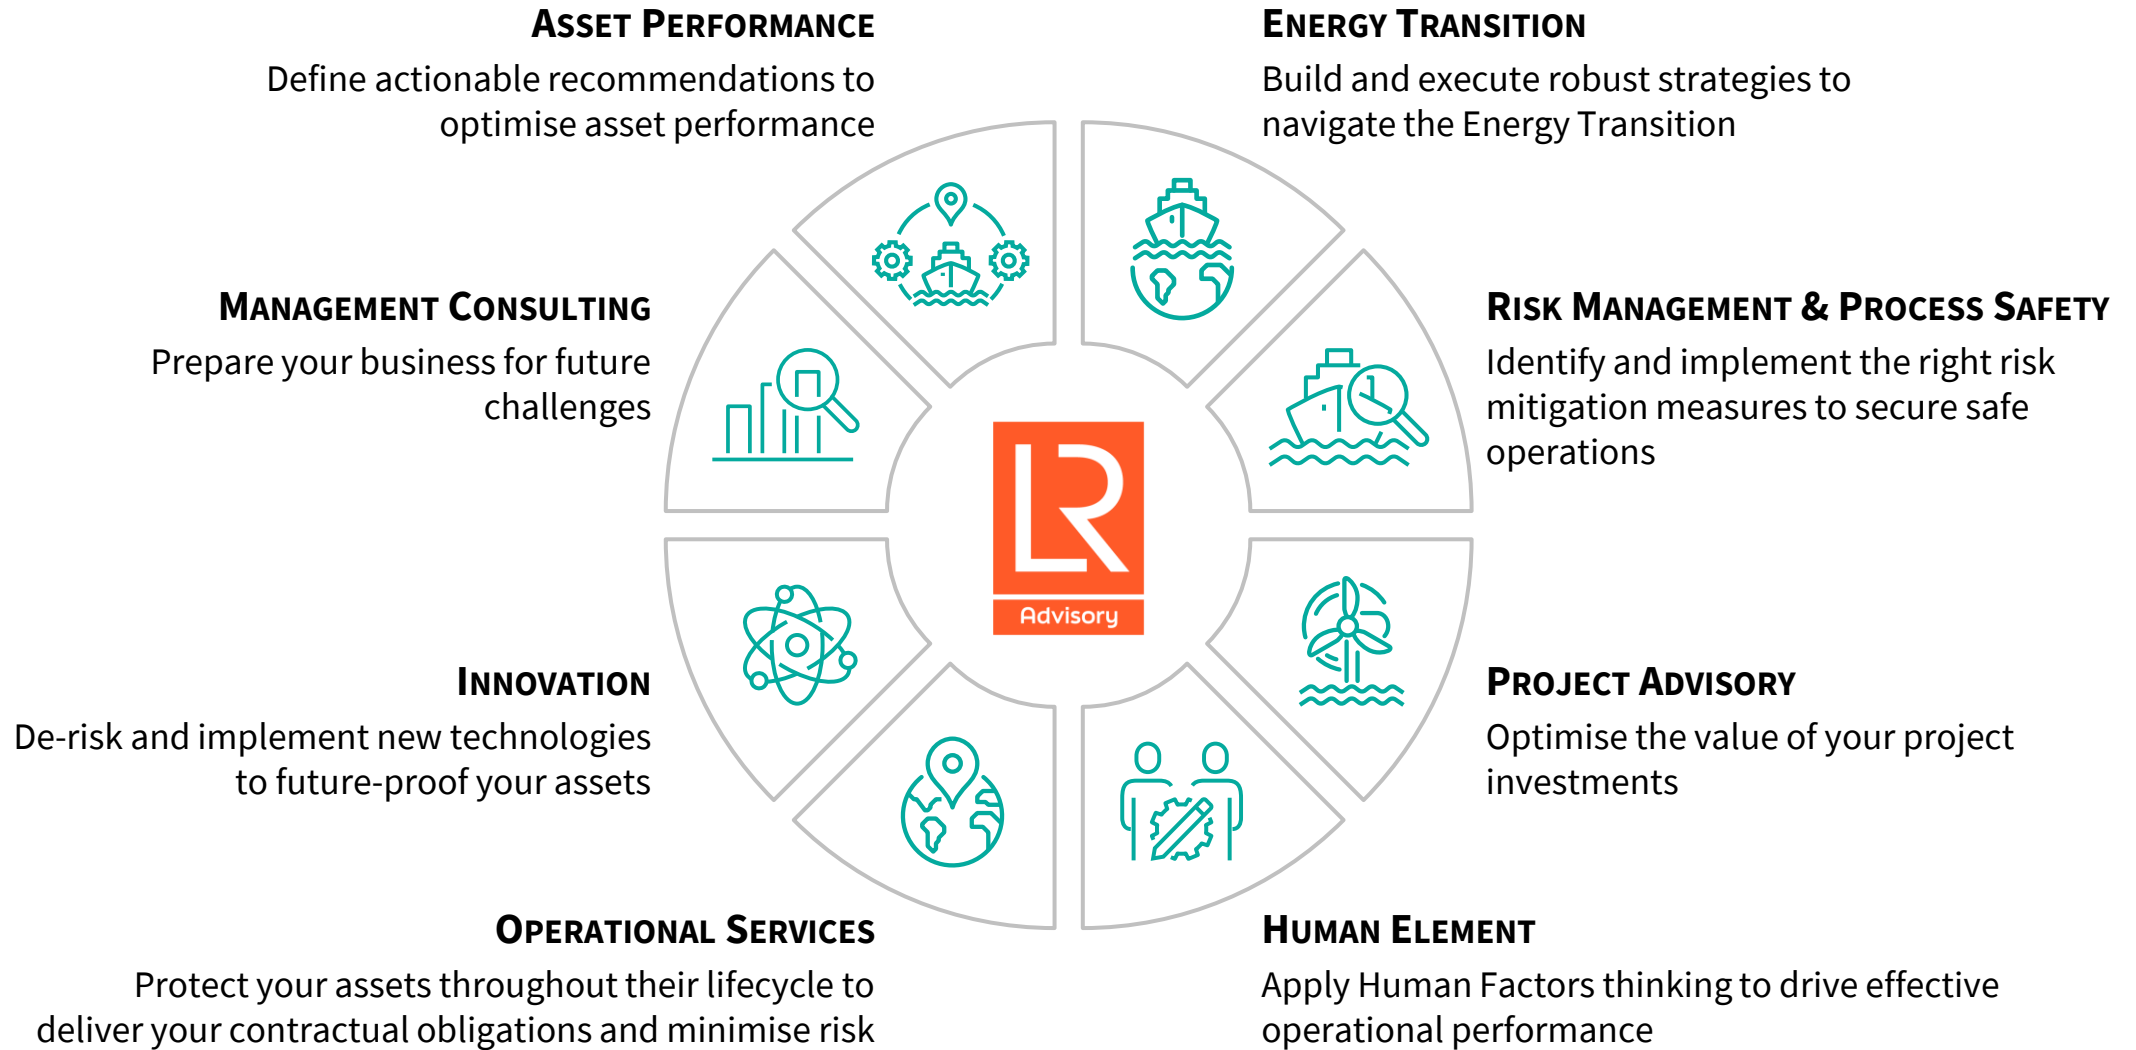 Asset Performance
Define actionable recommendations to
optimise asset performance
Energy Transition
Build and execute robust strategies to
navigate the Energy Transition
Management Consulting
Prepare your business for future
challenges
Risk Management & Process Safety
Identify and implement the right risk
mitigation measures to secure safe
operations
LR
Advisory
Innovation
De-risk and implement new technologies
to future-proof your assets
Project Advisory
Optimise the value of your project
investments
Operational Services
Protect your assets throughout their lifecycle to
deliver your contractual obligations and minimise risk
Human Element
Apply Human Factors thinking to drive effective
operational performance